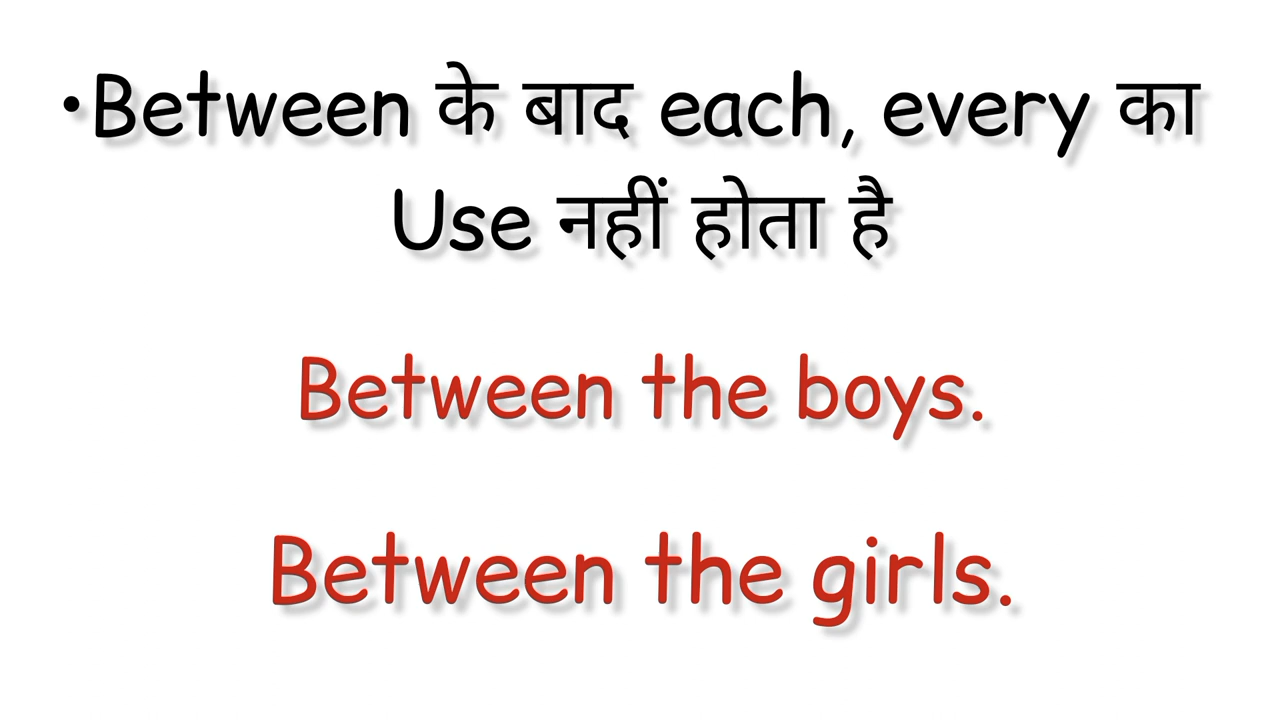 •Between के बाद each, every का
Use नहीं होता है
Between the boys.
Between the girls.